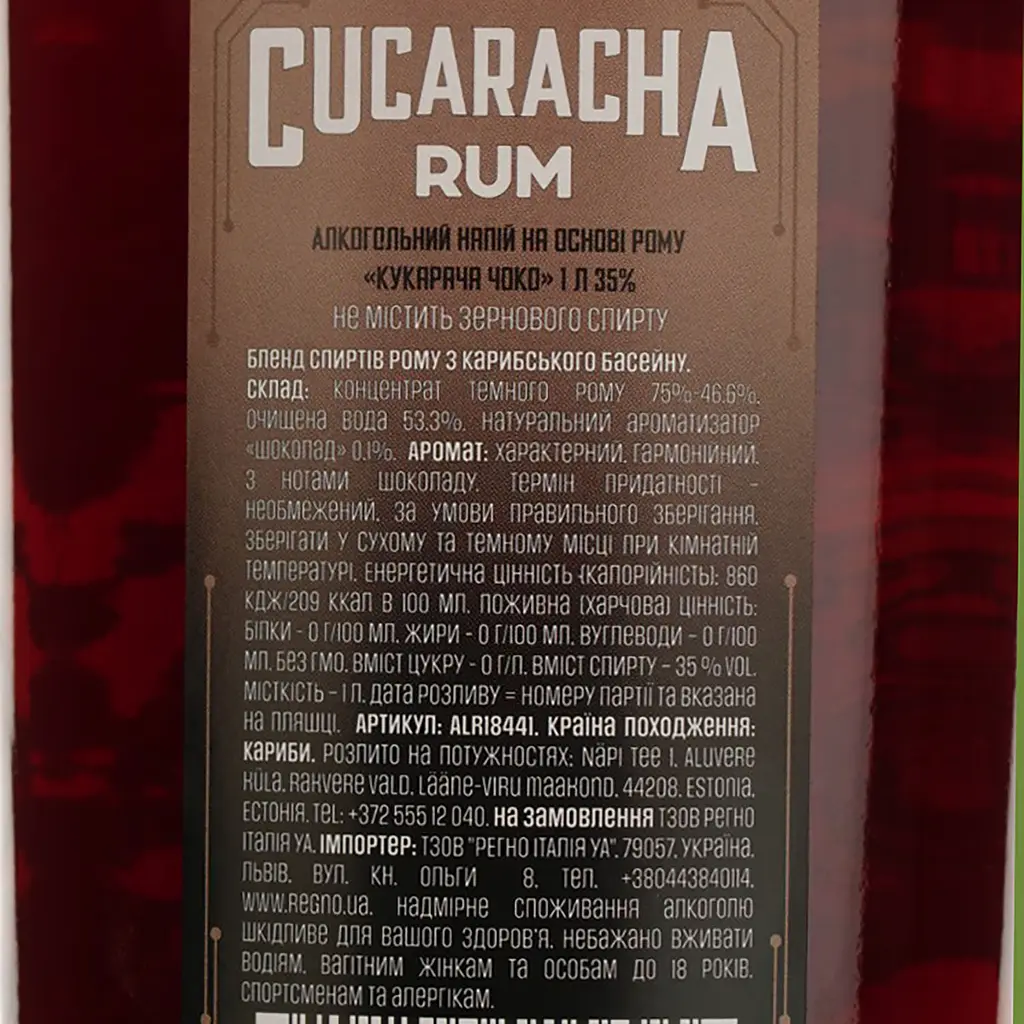 CUCARACHA
RUM
АЛКОГОЛЬНИЙ НАПІЙ НА ОСНОВІ РОМУ
«КУКАРАЧА ЧОКО» 1 Л 35%
НЕ МІСТИТЬ ЗЕРНОВОГО СПИРТУ
БЛЕНД СПИРТІВ РОМУ З КАРИБСЬКОГО БАСЕЙНУ.
СКЛАД: КОНЦЕНТРАТ ТЕМНОГО РОМУ 75%-46.6%,
ОЧИЩЕНА ВОДА 53.3%, НАТУРАЛЬНИЙ АРОМАТИЗАТОР
«ШОКОЛАД» 0.1%. АРОМАТ: ХАРАКТЕРНИЙ, ГАРМОНІЙНИЙ,
З НОТАМИ ШОКОЛАДУ. ТЕРМІН ПРИДАТНОСТІ –
НЕОБМЕЖЕНИЙ, ЗА УМОВИ ПРАВИЛЬНОГО ЗБЕРІГАННЯ.
ЗБЕРІГАТИ У СУХОМУ ТА ТЕМНОМУ МІСЦІ ПРИ КІМНАТНІЙ
ТЕМПЕРАТУРІ. ЕНЕРГЕТИЧНА ЦІННІСТЬ (КАЛОРІЙНІСТЬ): 860
КДЖ/209 ККАЛ В 100 МЛ. ПОЖИВНА (ХАРЧОВА) ЦІННІСТЬ:
БІЛКИ - 0 Г/100 МЛ, ЖИРИ - 0 Г/100 МЛ, ВУГЛЕВОДИ – 0 Г/100
МЛ. БЕЗ ГМО. ВМІСТ ЦУКРУ - 0 Г/Л. ВМІСТ СПИРТУ – 35 % VOL.
МІСТКІСТЬ – 1 Л. ДАТА РОЗЛИВУ = НОМЕРУ ПАРТІЇ ТА ВКАЗАНА
НА ПЛЯШЦІ. АРТИКУЛ: ALR18441. КРАЇНА ПОХОДЖЕННЯ:
КАРИБИ. РОЗЛИТО НА ПОТУЖНОСТЯХ: NÄPI TEE 1, ALUVERE
KÜLA, RAKVERE VALD, LÄÄNE-VIRU MAAKOND, 44208, ESTONIA,
ЕСТОНІЯ. TEL: +372 555 12 040. НА ЗАМОВЛЕННЯ ТЗОВ РЕГНО
ІТАЛІЯ УА. ІМПОРТЕР: ТЗОВ "РЕГНО ІТАЛІЯ УА", 79057, УКРАЇНА,
ЛЬВІВ, ВУЛ. КН. ОЛЬГИ 8. ТЕЛ. +380443840114,
WWW.REGNO.UA. НАДМІРНЕ СПОЖИВАННЯ АЛКОГОЛЮ
ШКІДЛИВЕ ДЛЯ ВАШОГО ЗДОРОВ'Я. НЕБАЖАНО ВЖИВАТИ
ВОДІЯМ, ВАГІТНИМ ЖІНКАМ ТА ОСОБАМ ДО 18 РОКІВ,
СПОРТСМЕНАМ ТА АЛЕРГІКАМ.